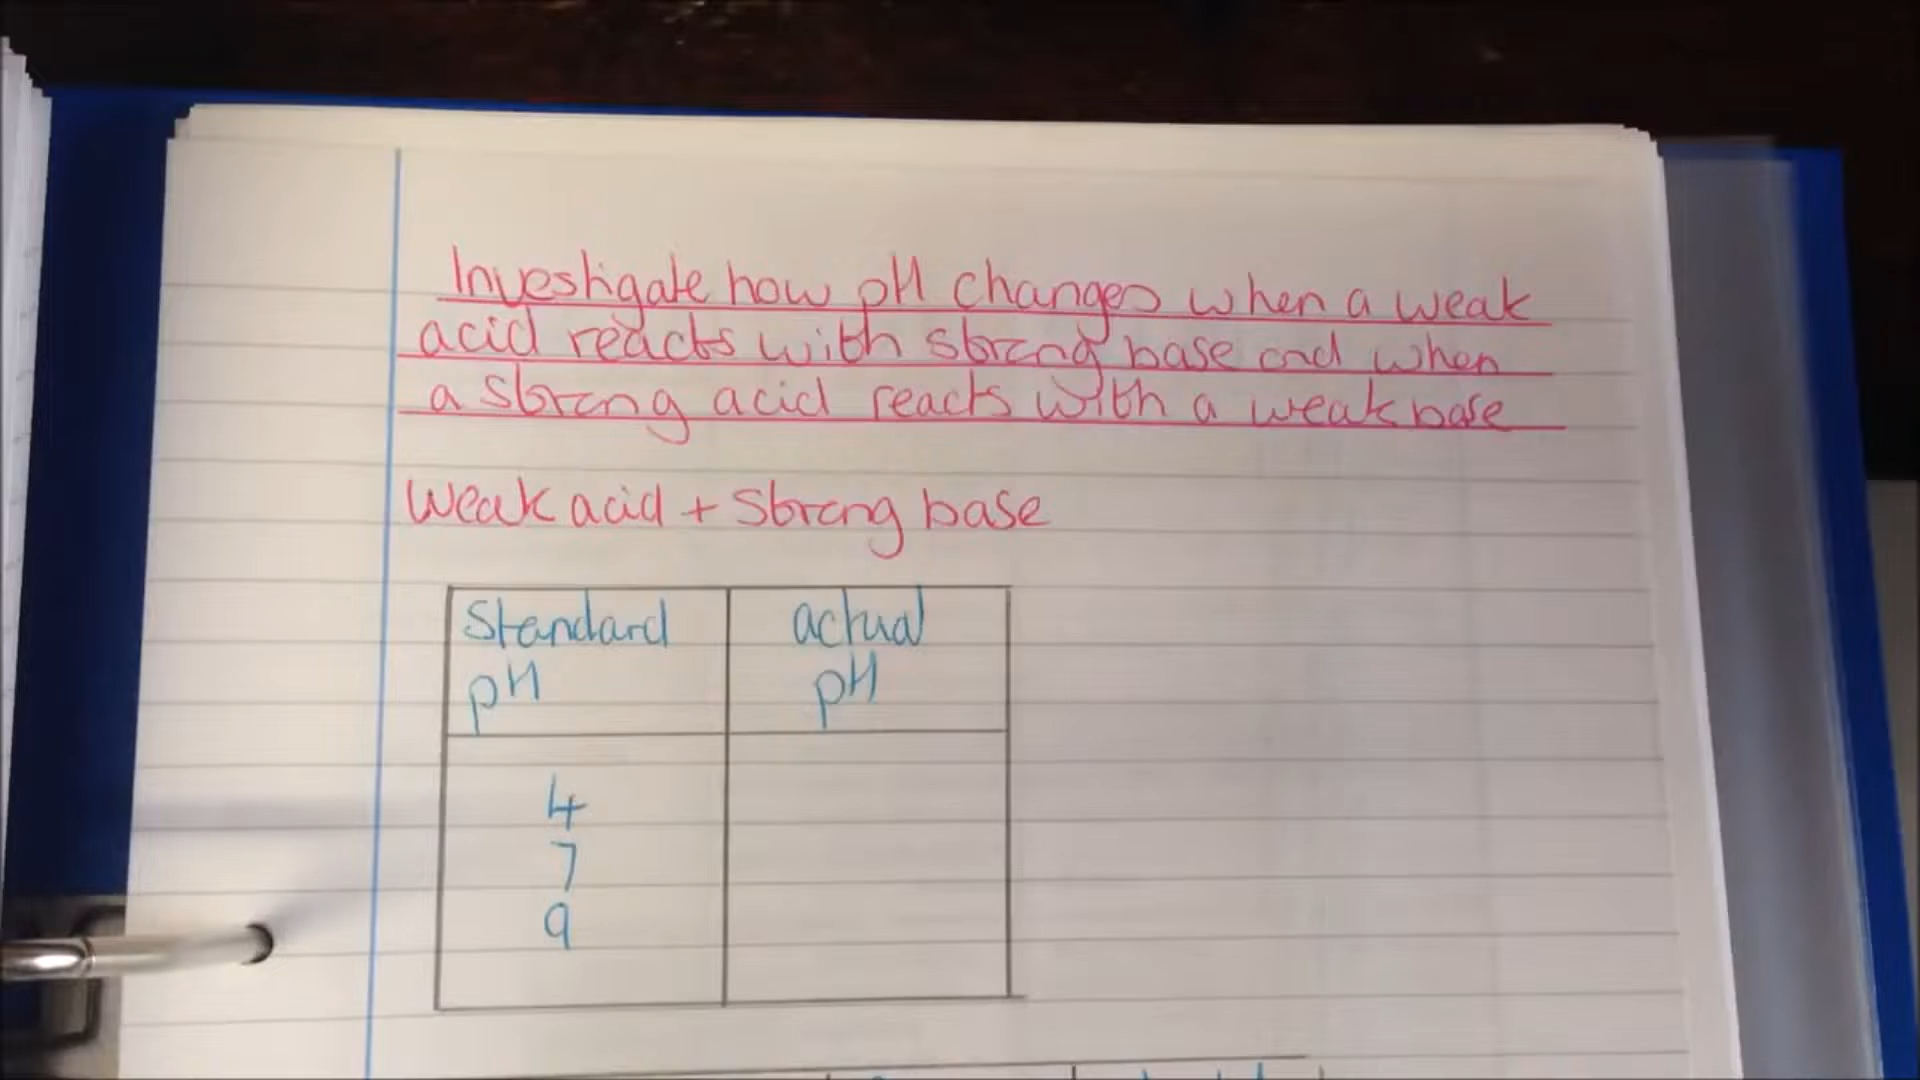 Investigate how pH changes when a weak
acid reacts with strong base and when
a strong acid reacts with a weak base
Weak acid + Strong base
Standard pH
actual pH
4
7
9